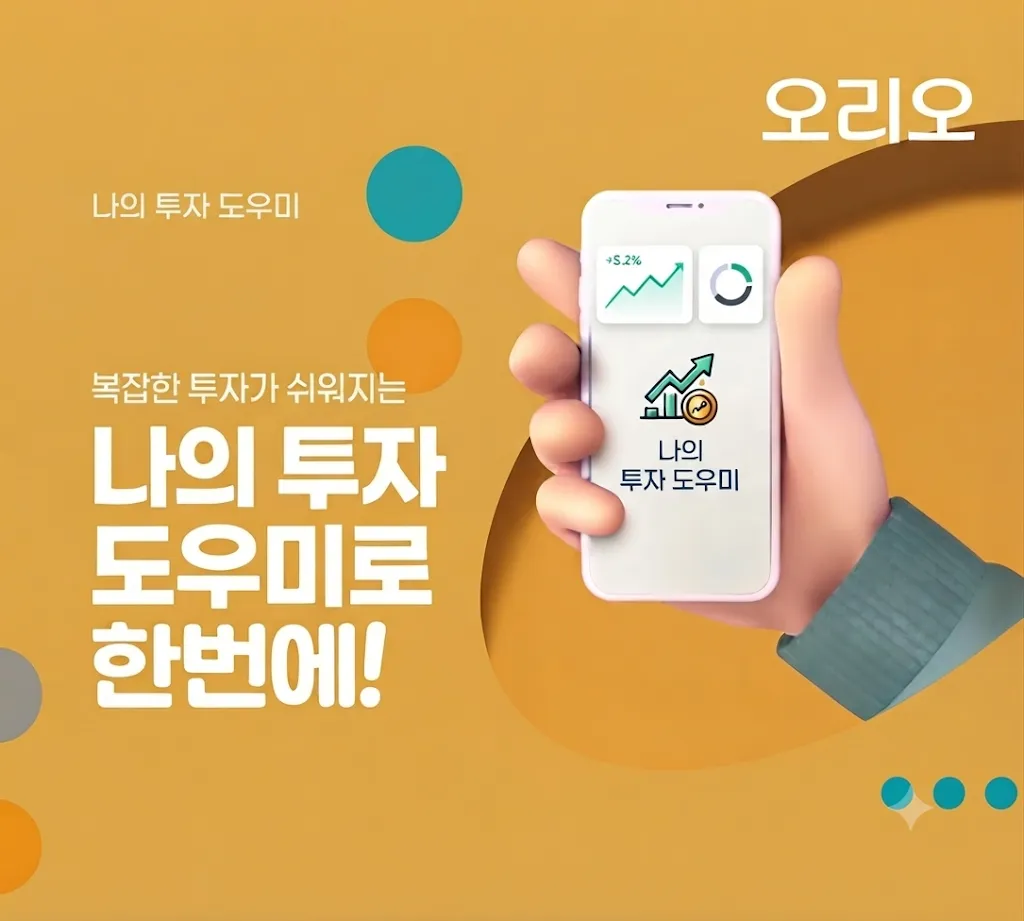 오리오
나의 투자 도우미
+5.2%
나의
투자 도우미
복잡한 투자가 쉬워지는
나의 투자
도우미로
한번에!